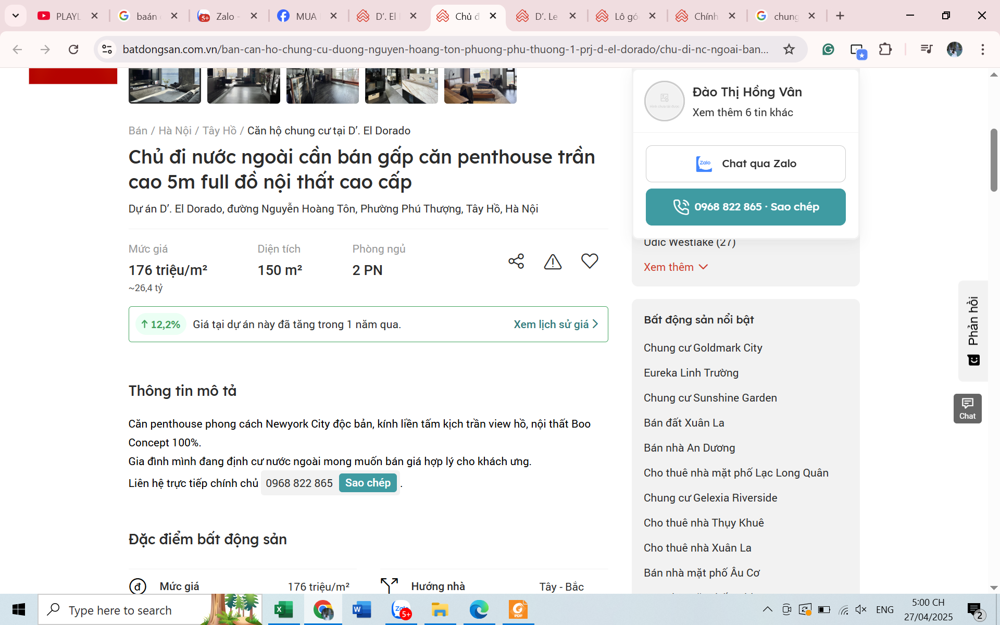 PLAYL
baán
Zalo -
MUA
D'. El
Chủ đ
D'. Le
Lô gó
Chính
chung
batdongsan.com.vn/ban-can-ho-chung-cu-duong-nguyen-hoang-ton-phuong-phu-thuong-1-prj-d-el-dorado/chu-di-nc-ngoai-ban...
Bán / Hà Nội / Tây Hồ / Căn hộ chung cư tại D'. El Dorado
Chủ đi nước ngoài cần bán gấp căn penthouse trần
cao 5m full đồ nội thất cao cấp
Dự án D'. El Dorado, đường Nguyễn Hoàng Tôn, Phường Phú Thượng, Tây Hồ, Hà Nội
Mức giá
Diện tích
Phòng ngủ
176 triệu/m²
150 m²
2 PN
~26,4 tỷ
12,2%
Giá tại dự án này đã tăng trong 1 năm qua.
Xem lịch sử giá
Thông tin mô tả
Căn penthouse phong cách Newyork City độc bản, kính liền tấm kịch trần view hồ, nội thất Boo
Concept 100%.
Gia đình mình đang định cư nước ngoài mong muốn bán giá hợp lý cho khách ưng.
Liên hệ trực tiếp chính chủ 0968 822 865 Sao chép .
Đặc điểm bất động sản
Mức giá
176 triệu/m²
Hướng nhà
Tây - Bắc
Đào Thị Hồng Vân
Xem thêm 6 tin khác
Zalo
Chat qua Zalo
0968 822 865 · Sao chép
Udic Westlake (27)
Xem thêm
Bất động sản nổi bật
Chung cư Goldmark City
Eureka Linh Trường
Chung cư Sunshine Garden
Bán đất Xuân La
Bán nhà An Dương
Cho thuê nhà mặt phố Lạc Long Quân
Chung cư Gelexia Riverside
Cho thuê nhà Thụy Khuê
Cho thuê nhà Xuân La
Bán nhà mặt phố Âu Cơ
Phản hồi
Chat
Type here to search
5+
PDF
ENG
5:00 CH
27/04/2025
2